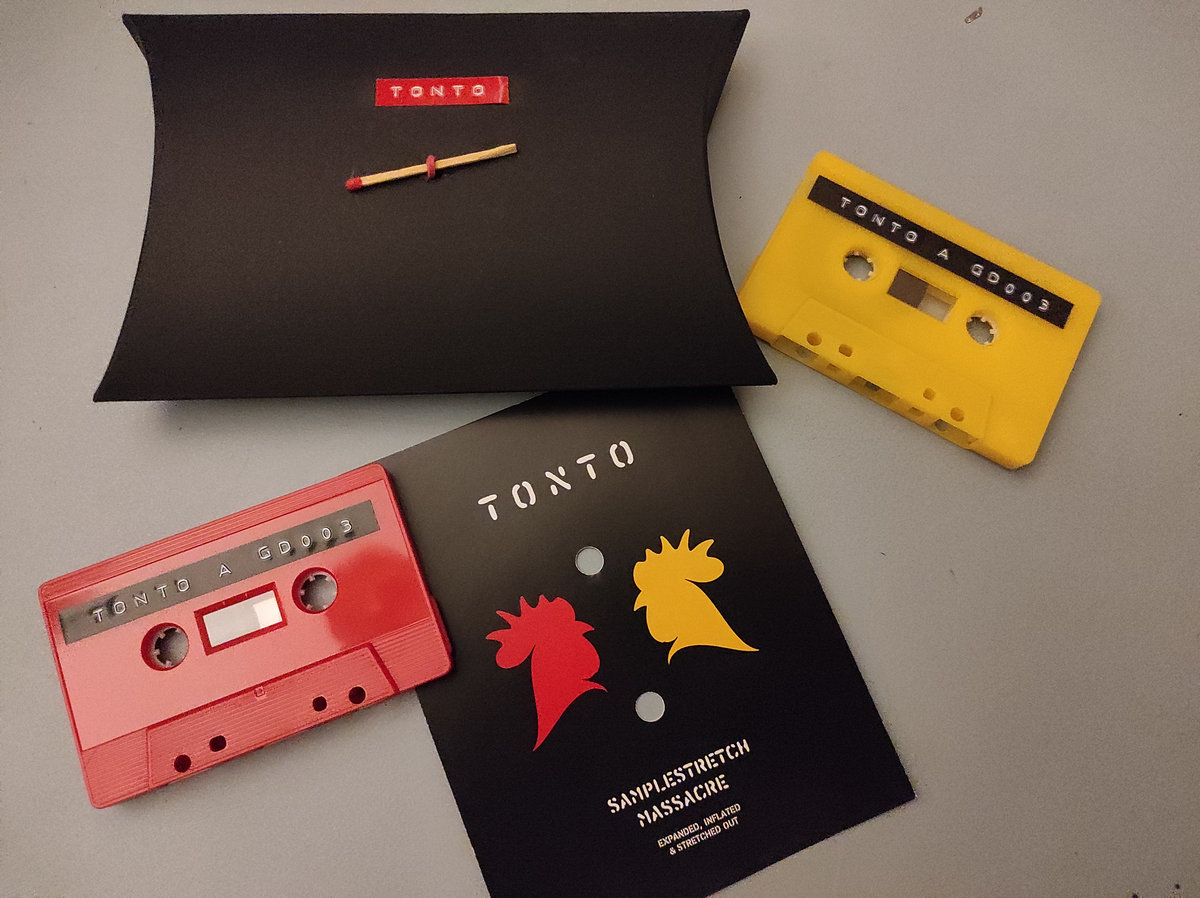 TONTO
TONTO A GD003
TONTO A GD003
TONTO
SAMPLESTRETCH
MASSACRE
EXPANDED, INFLATED
& STRETCHED OUT